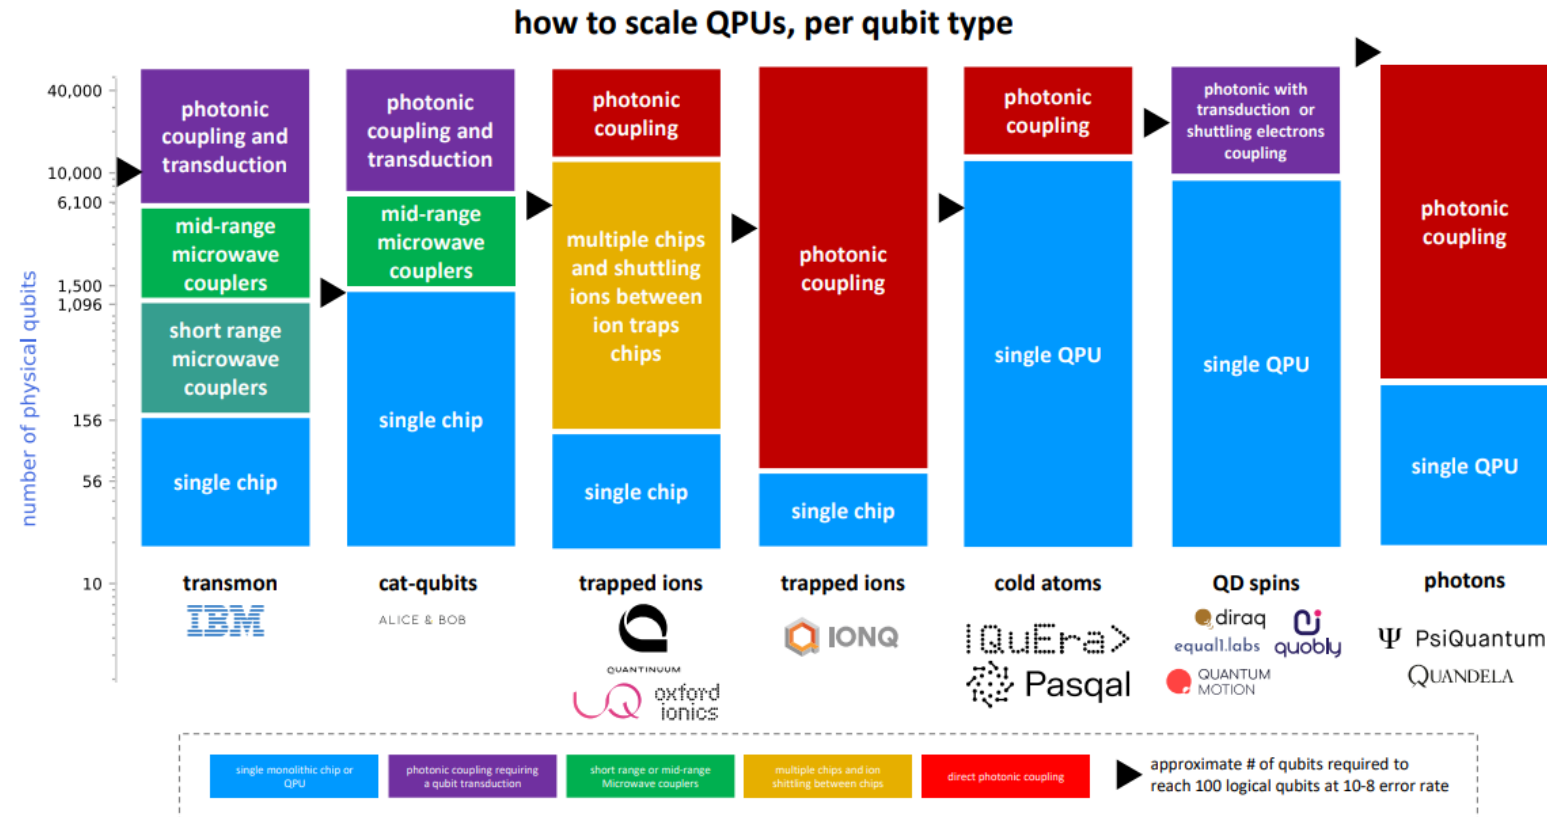 how to scale QPUs, per qubit type
number of physical qubits
40,000
10,000
6,100
1,500
1,096
156
56
10
photonic
coupling and
transduction
mid-range
microwave
couplers
short range
microwave
couplers
single chip
transmon
IBM
photonic
coupling and
transduction
mid-range
microwave
couplers
single chip
cat-qubits
ALICE & BOB
photonic
coupling
multiple chips
and shuttling
ions between
ion traps
chips
single chip
trapped ions
QUANTINUUM
oxford
ionics
photonic
coupling
single chip
trapped ions
IONQ
photonic
coupling
single QPU
cold atoms
|QuEra>
Pasqal
photonic with
transduction or
shuttling electrons
coupling
single QPU
QD spins
diraq
equal1.labs
quobly
QUANTUM
MOTION
photonic
coupling
single QPU
photons
Ψ PsiQuantum
QUANDELA
single monolithic chip or
QPU
photonic coupling requiring
a qubit transduction
short range or mid-range
Microwave couplers
multiple chips and ion
shittling between chips
direct photonic coupling
approximate # of qubits required to
reach 100 logical qubits at 10-8 error rate